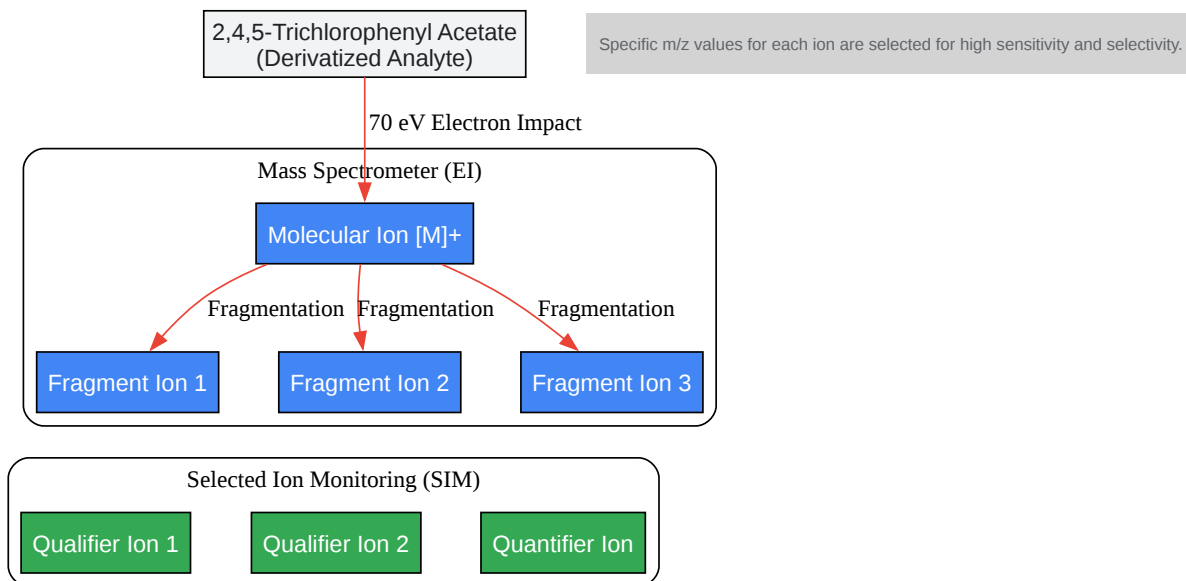 2,4,5-Trichlorophenyl Acetate
(Derivatized Analyte)
Specific m/z values for each ion are selected for high sensitivity and selectivity.
70 eV Electron Impact
Mass Spectrometer (EI)
Molecular Ion [M]+
Fragmentation
Fragmentation
Fragmentation
Fragment Ion 1
Fragment Ion 2
Fragment Ion 3
Selected Ion Monitoring (SIM)
Qualifier Ion 1
Qualifier Ion 2
Quantifier Ion